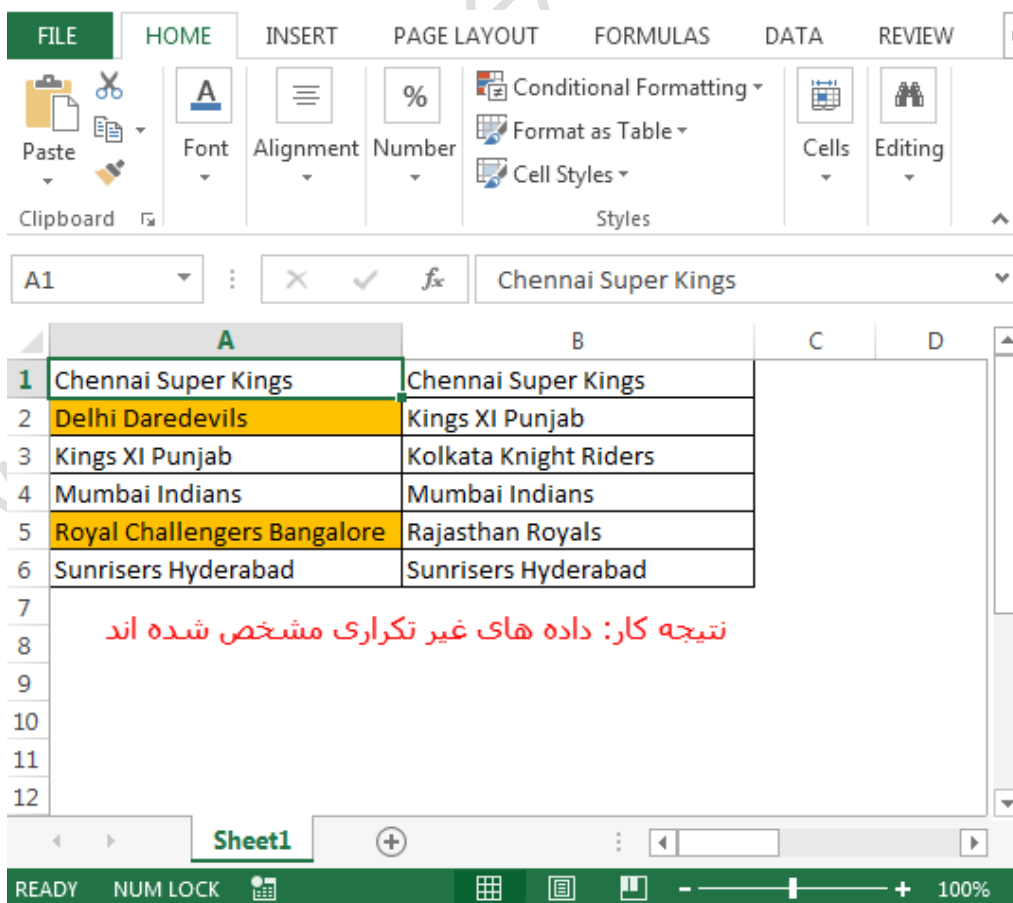 FILE HOME INSERT PAGE LAYOUT FORMULAS DATA REVIEW
Conditional Formatting
Format as Table
Cell Styles
Paste Font Alignment Number Cells Editing
%
Clipboard Styles
A1 fx Chennai Super Kings
A B C D
1 Chennai Super Kings Chennai Super Kings
2 Delhi Daredevils Kings XI Punjab
3 Kings XI Punjab Kolkata Knight Riders
4 Mumbai Indians Mumbai Indians
5 Royal Challengers Bangalore Rajasthan Royals
6 Sunrisers Hyderabad Sunrisers Hyderabad
7
نتیجه کار: داده های غیر تکراری مشخص شده اند
8
9
10
11
12
Sheet1
READY NUM LOCK 100%